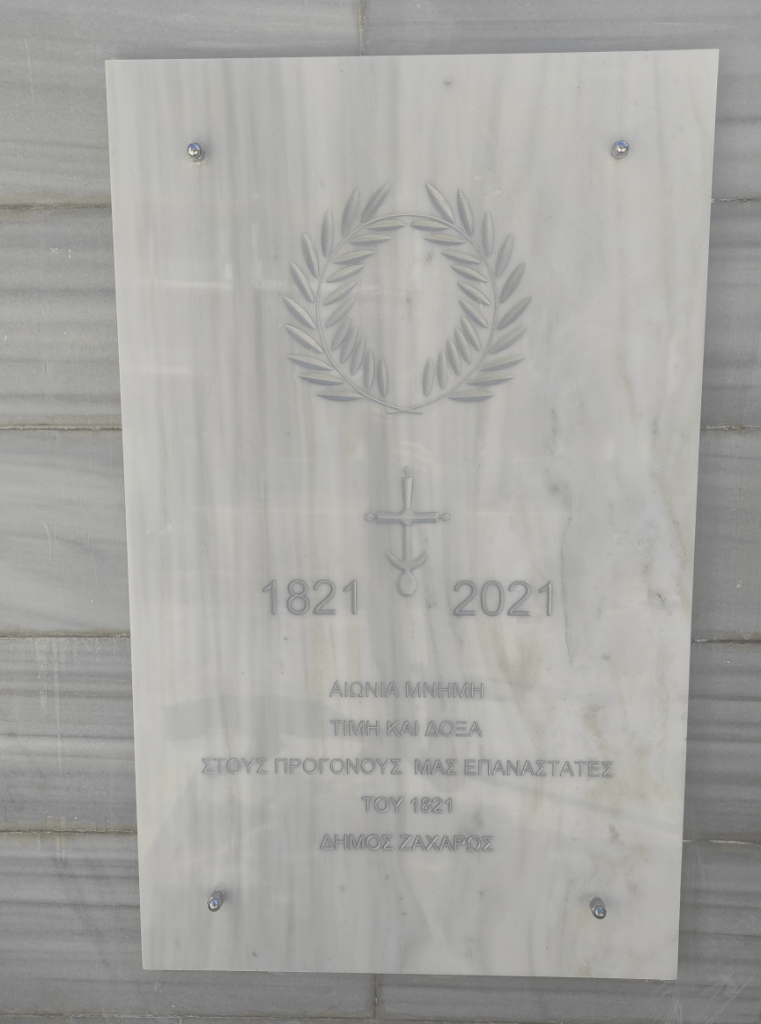 1821 2021
ΑΙΩΝΙΑ ΜΝΗΜΗ
ΤΙΜΗ ΚΑΙ ΔΟΞΑ
ΣΤΟΥΣ ΠΡΟΓΟΝΟΥΣ ΜΑΣ ΕΠΑΝΑΣΤΑΤΕΣ
ΤΟΥ 1821
ΔΗΜΟΣ ΖΑΧΑΡΩΣ